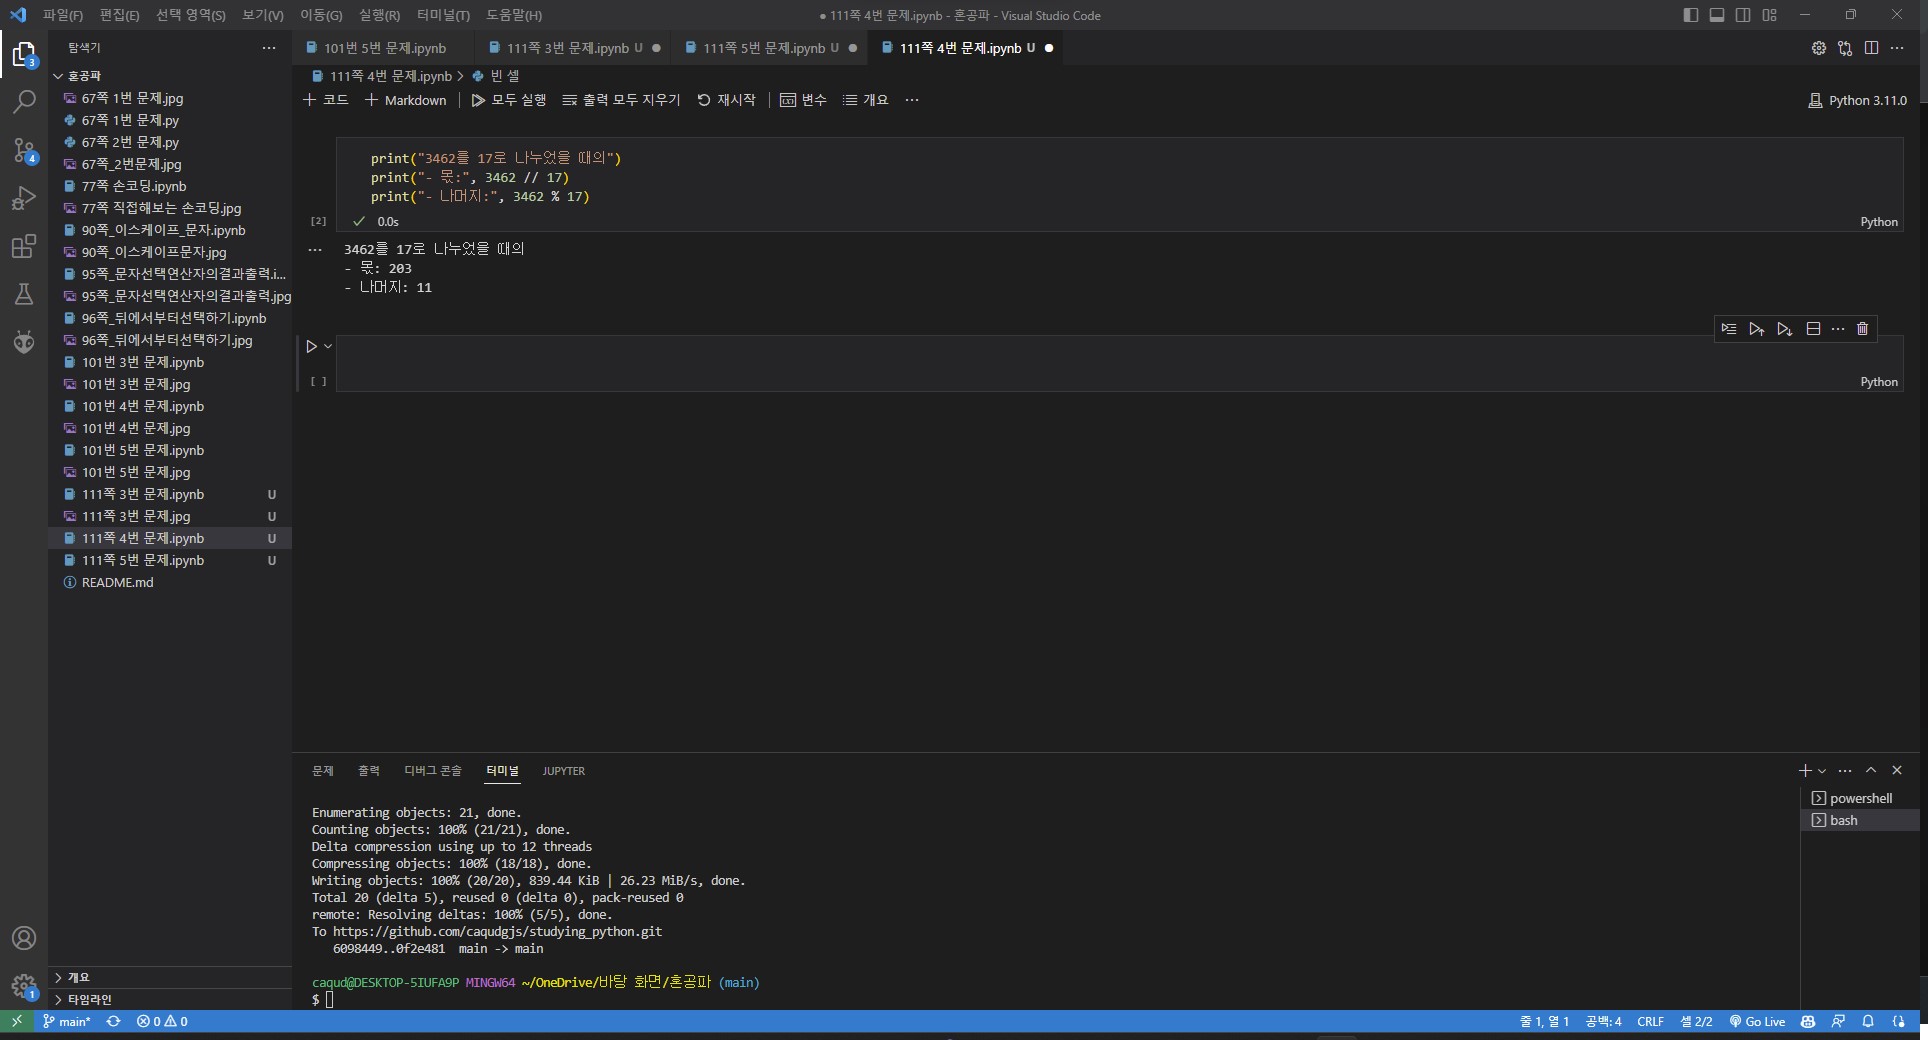 파일(F) 편집(E) 선택 영역(S) 보기(V) 이동(G) 실행(R) 터미널(T) 도움말(H)
● 111쪽 4번 문제.ipynb - 혼공파 - Visual Studio Code
탐색기 ···
혼공파
67쪽 1번 문제.jpg
67쪽 1번 문제.py
67쪽 2번 문제.py
67쪽_2번문제.jpg
77쪽 손코딩.ipynb
77쪽 직접해보는 손코딩.jpg
90쪽_이스케이프_문자.ipynb
90쪽_이스케이프문자.jpg
95쪽_문자선택연산자의결과출력.i...
95쪽_문자선택연산자의결과출력.jpg
96쪽_뒤에서부터선택하기.ipynb
96쪽_뒤에서부터선택하기.jpg
101번 3번 문제.ipynb
101번 3번 문제.jpg
101번 4번 문제.ipynb
101번 4번 문제.jpg
101번 5번 문제.ipynb
101번 5번 문제.jpg
111쪽 3번 문제.ipynb U
111쪽 3번 문제.jpg U
111쪽 4번 문제.ipynb U
111쪽 5번 문제.ipynb U
README.md
개요
타임라인
3
4
1
101번 5번 문제.ipynb 111쪽 3번 문제.ipynb U ● 111쪽 5번 문제.ipynb U ● 111쪽 4번 문제.ipynb U ●
111쪽 4번 문제.ipynb > 빈 셀
+ 코드 + Markdown | 모두 실행 출력 모두 지우기 재시작 | 변수 개요 ···
Python 3.11.0
print("3462를 17로 나누었을 때의")
print("- 몫:", 3462 // 17)
print("- 나머지:", 3462 % 17)
[2] ✓ 0.0s
Python
··· 3462를 17로 나누었을 때의
- 몫: 203
- 나머지: 11
[ ]
Python
문제 출력 디버그 콘솔 터미널 JUPYTER
Enumerating objects: 21, done.
Counting objects: 100% (21/21), done.
Delta compression using up to 12 threads
Compressing objects: 100% (18/18), done.
Writing objects: 100% (20/20), 839.44 KiB | 26.23 MiB/s, done.
Total 20 (delta 5), reused 0 (delta 0), pack-reused 0
remote: Resolving deltas: 100% (5/5), done.
To https://github.com/caqudgjs/studying_python.git
6098449..0f2e481 main -> main
caqud@DESKTOP-5IUFA9P MINGW64 ~/OneDrive/바탕 화면/혼공파 (main)
$
powershell
bash
main* 0 0
줄 1, 열 1 공백: 4 CRLF 셀 2/2 Go Live